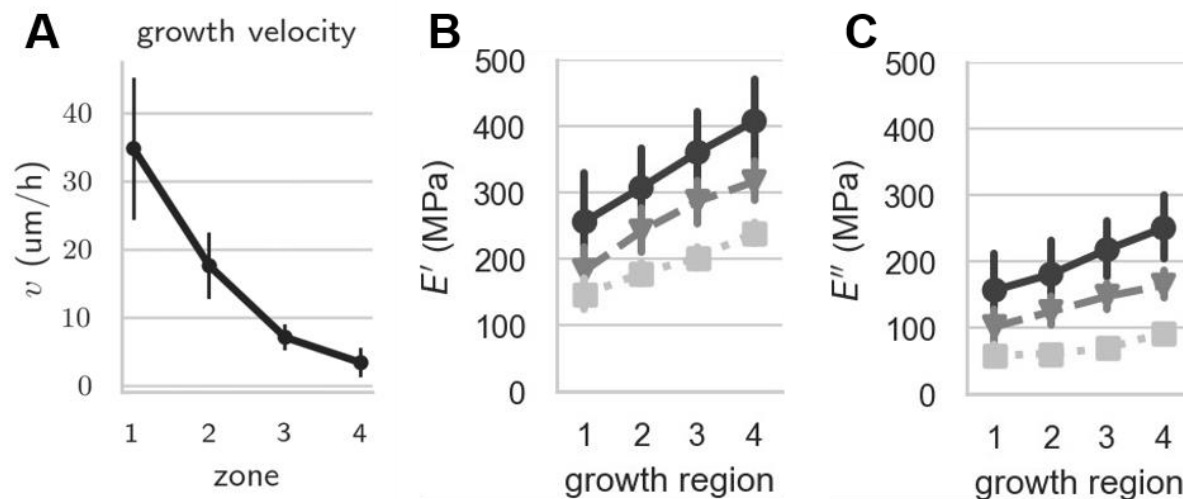 A
growth velocity
v (um/h)
40
30
20
10
0
1 2 3 4
zone
B
E′ (MPa)
500
400
300
200
100
0
1 2 3 4
growth region
C
E″ (MPa)
500
400
300
200
100
0
1 2 3 4
growth region